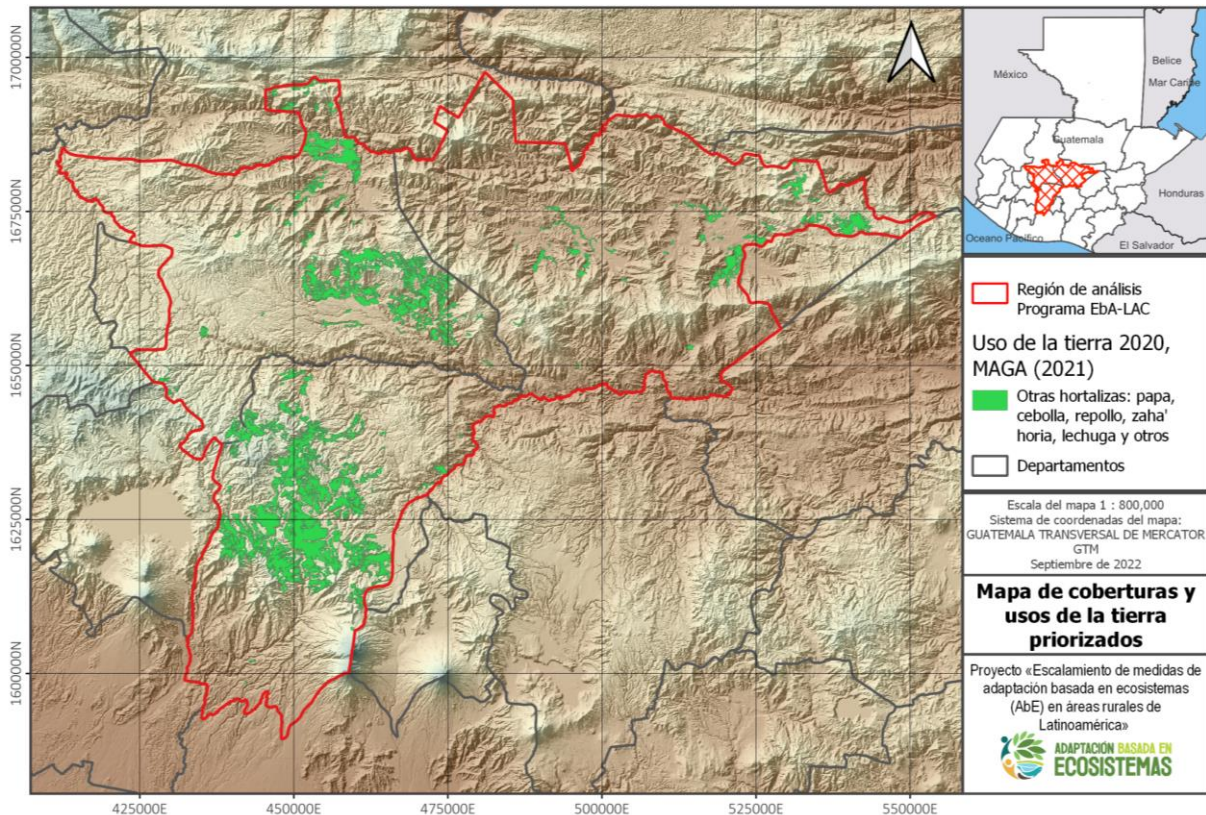 1700000N
1675000N
1650000N
1625000N
1600000N
425000E
450000E
475000E
500000E
525000E
550000E
México
Belice
Mar Caribe
Guatemala
Honduras
Oceano Pacífico
El Salvador
Región de análisis
Programa EbA-LAC
Uso de la tierra 2020,
MAGA (2021)
Otras hortalizas: papa,
cebolla, repollo, zaha'
horia, lechuga y otros
Departamentos
Escala del mapa 1 : 800,000
Sistema de coordenadas del mapa:
GUATEMALA TRANSVERSAL DE MERCATOR
GTM
Septiembre de 2022
Mapa de coberturas y
usos de la tierra
priorizados
Proyecto «Escalamiento de medidas de
adaptación basada en ecosistemas
(AbE) en áreas rurales de
Latinoamérica»
ADAPTACIÓN BASADA EN
ECOSISTEMAS